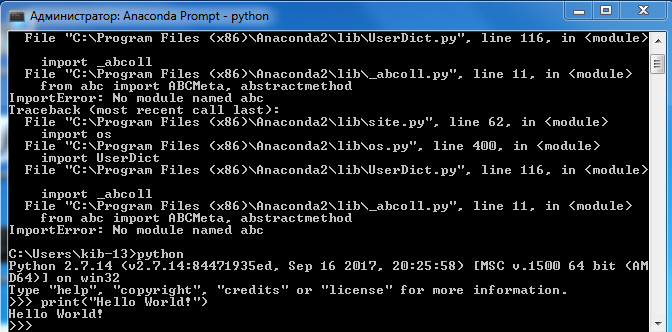 Администратор: Anaconda Prompt - python
File "C:\Program Files (x86)\Anaconda2\lib\UserDict.py", line 116, in <module>
import _abcoll
File "C:\Program Files (x86)\Anaconda2\lib\_abcoll.py", line 11, in <module>
from abc import ABCMeta, abstractmethod
ImportError: No module named abc
Traceback (most recent call last):
File "C:\Program Files (x86)\Anaconda2\lib\site.py", line 62, in <module>
import os
File "C:\Program Files (x86)\Anaconda2\lib\os.py", line 400, in <module>
import UserDict
File "C:\Program Files (x86)\Anaconda2\lib\UserDict.py", line 116, in <module>
import _abcoll
File "C:\Program Files (x86)\Anaconda2\lib\_abcoll.py", line 11, in <module>
from abc import ABCMeta, abstractmethod
ImportError: No module named abc
C:\Users\kib-13>python
Python 2.7.14 (v2.7.14:84471935ed, Sep 16 2017, 20:25:58) [MSC v.1500 64 bit (AM
D64)] on win32
Type "help", "copyright", "credits" or "license" for more information.
>>> print("Hello World!")
Hello World!
>>>